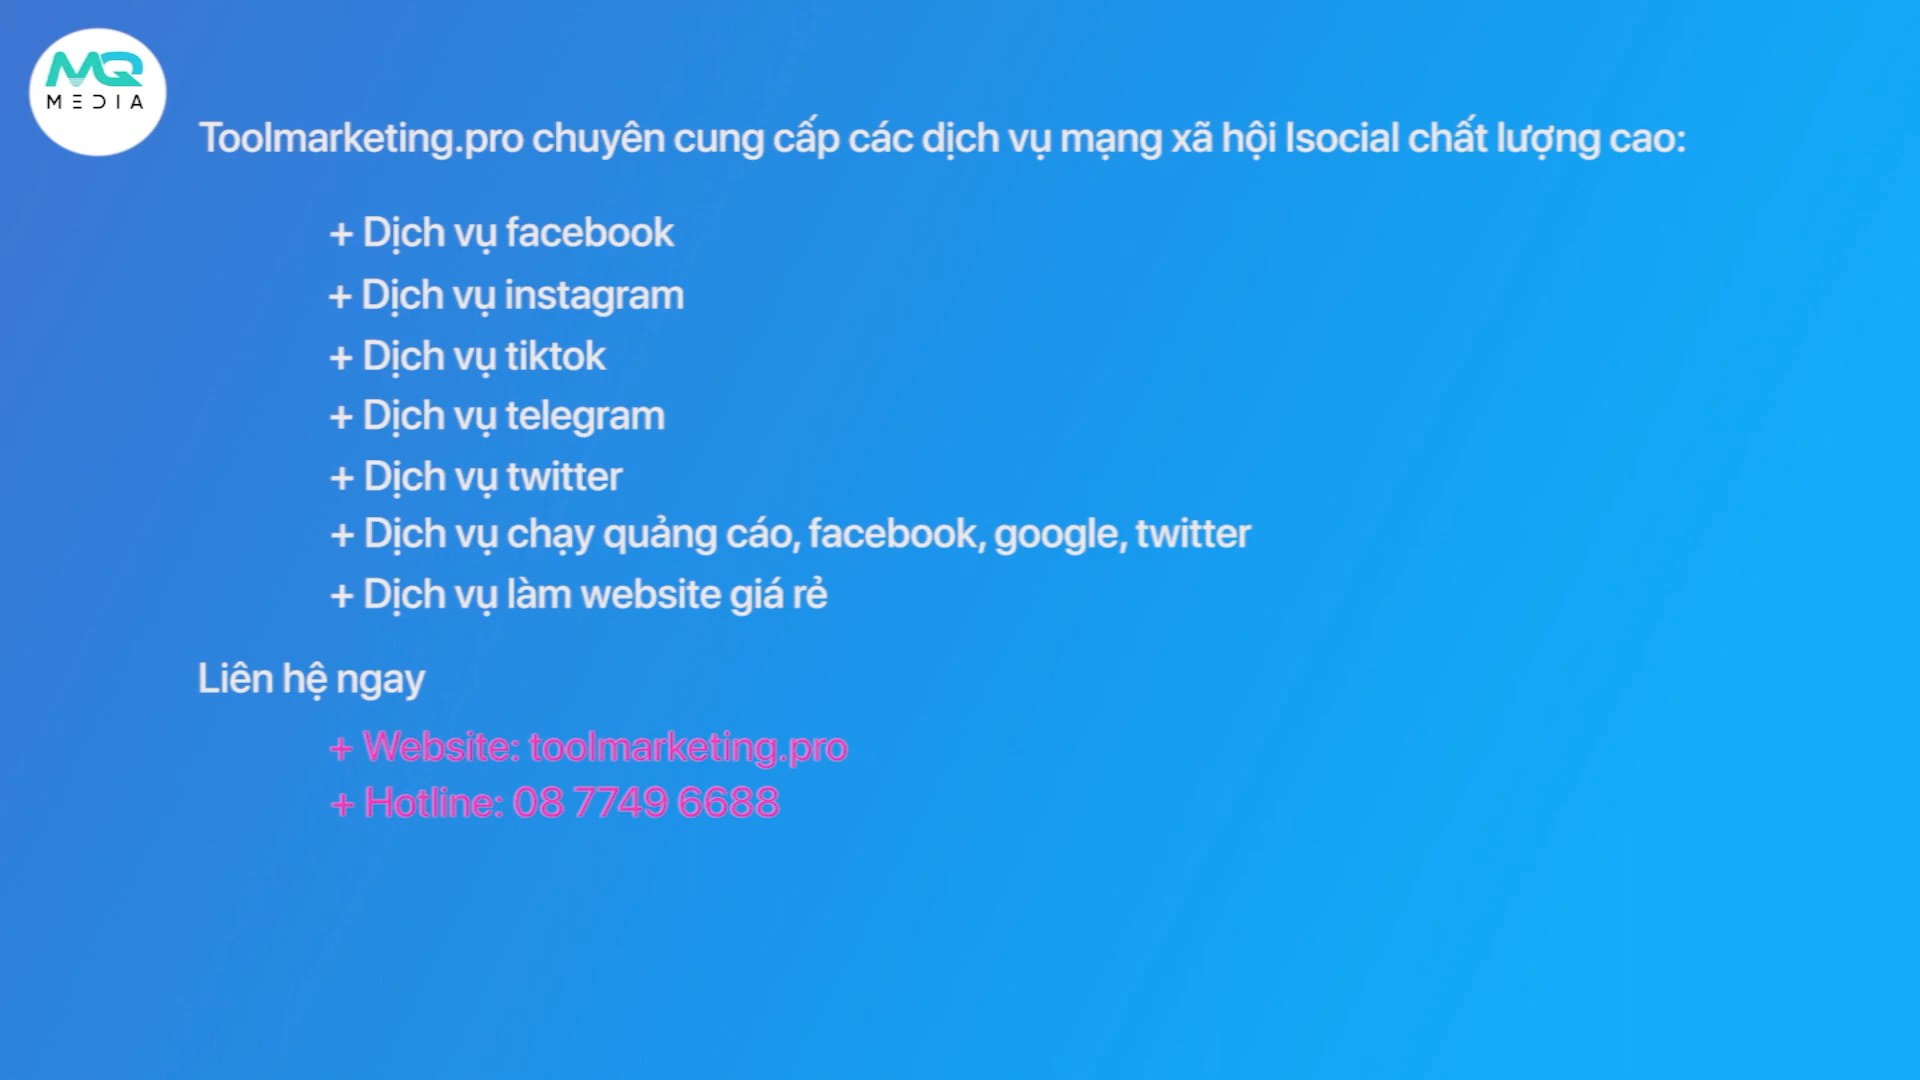 MQ
MEDIA
Toolmarketing.pro chuyên cung cấp các dịch vụ mạng xã hội Isocial chất lượng cao:
+ Dịch vụ facebook
+ Dịch vụ instagram
+ Dịch vụ tiktok
+ Dịch vụ telegram
+ Dịch vụ twitter
+ Dịch vụ chạy quảng cáo, facebook, google, twitter
+ Dịch vụ làm website giá rẻ
Liên hệ ngay
+ Website: toolmarketing.pro
+ Hotline: 08 7749 6688